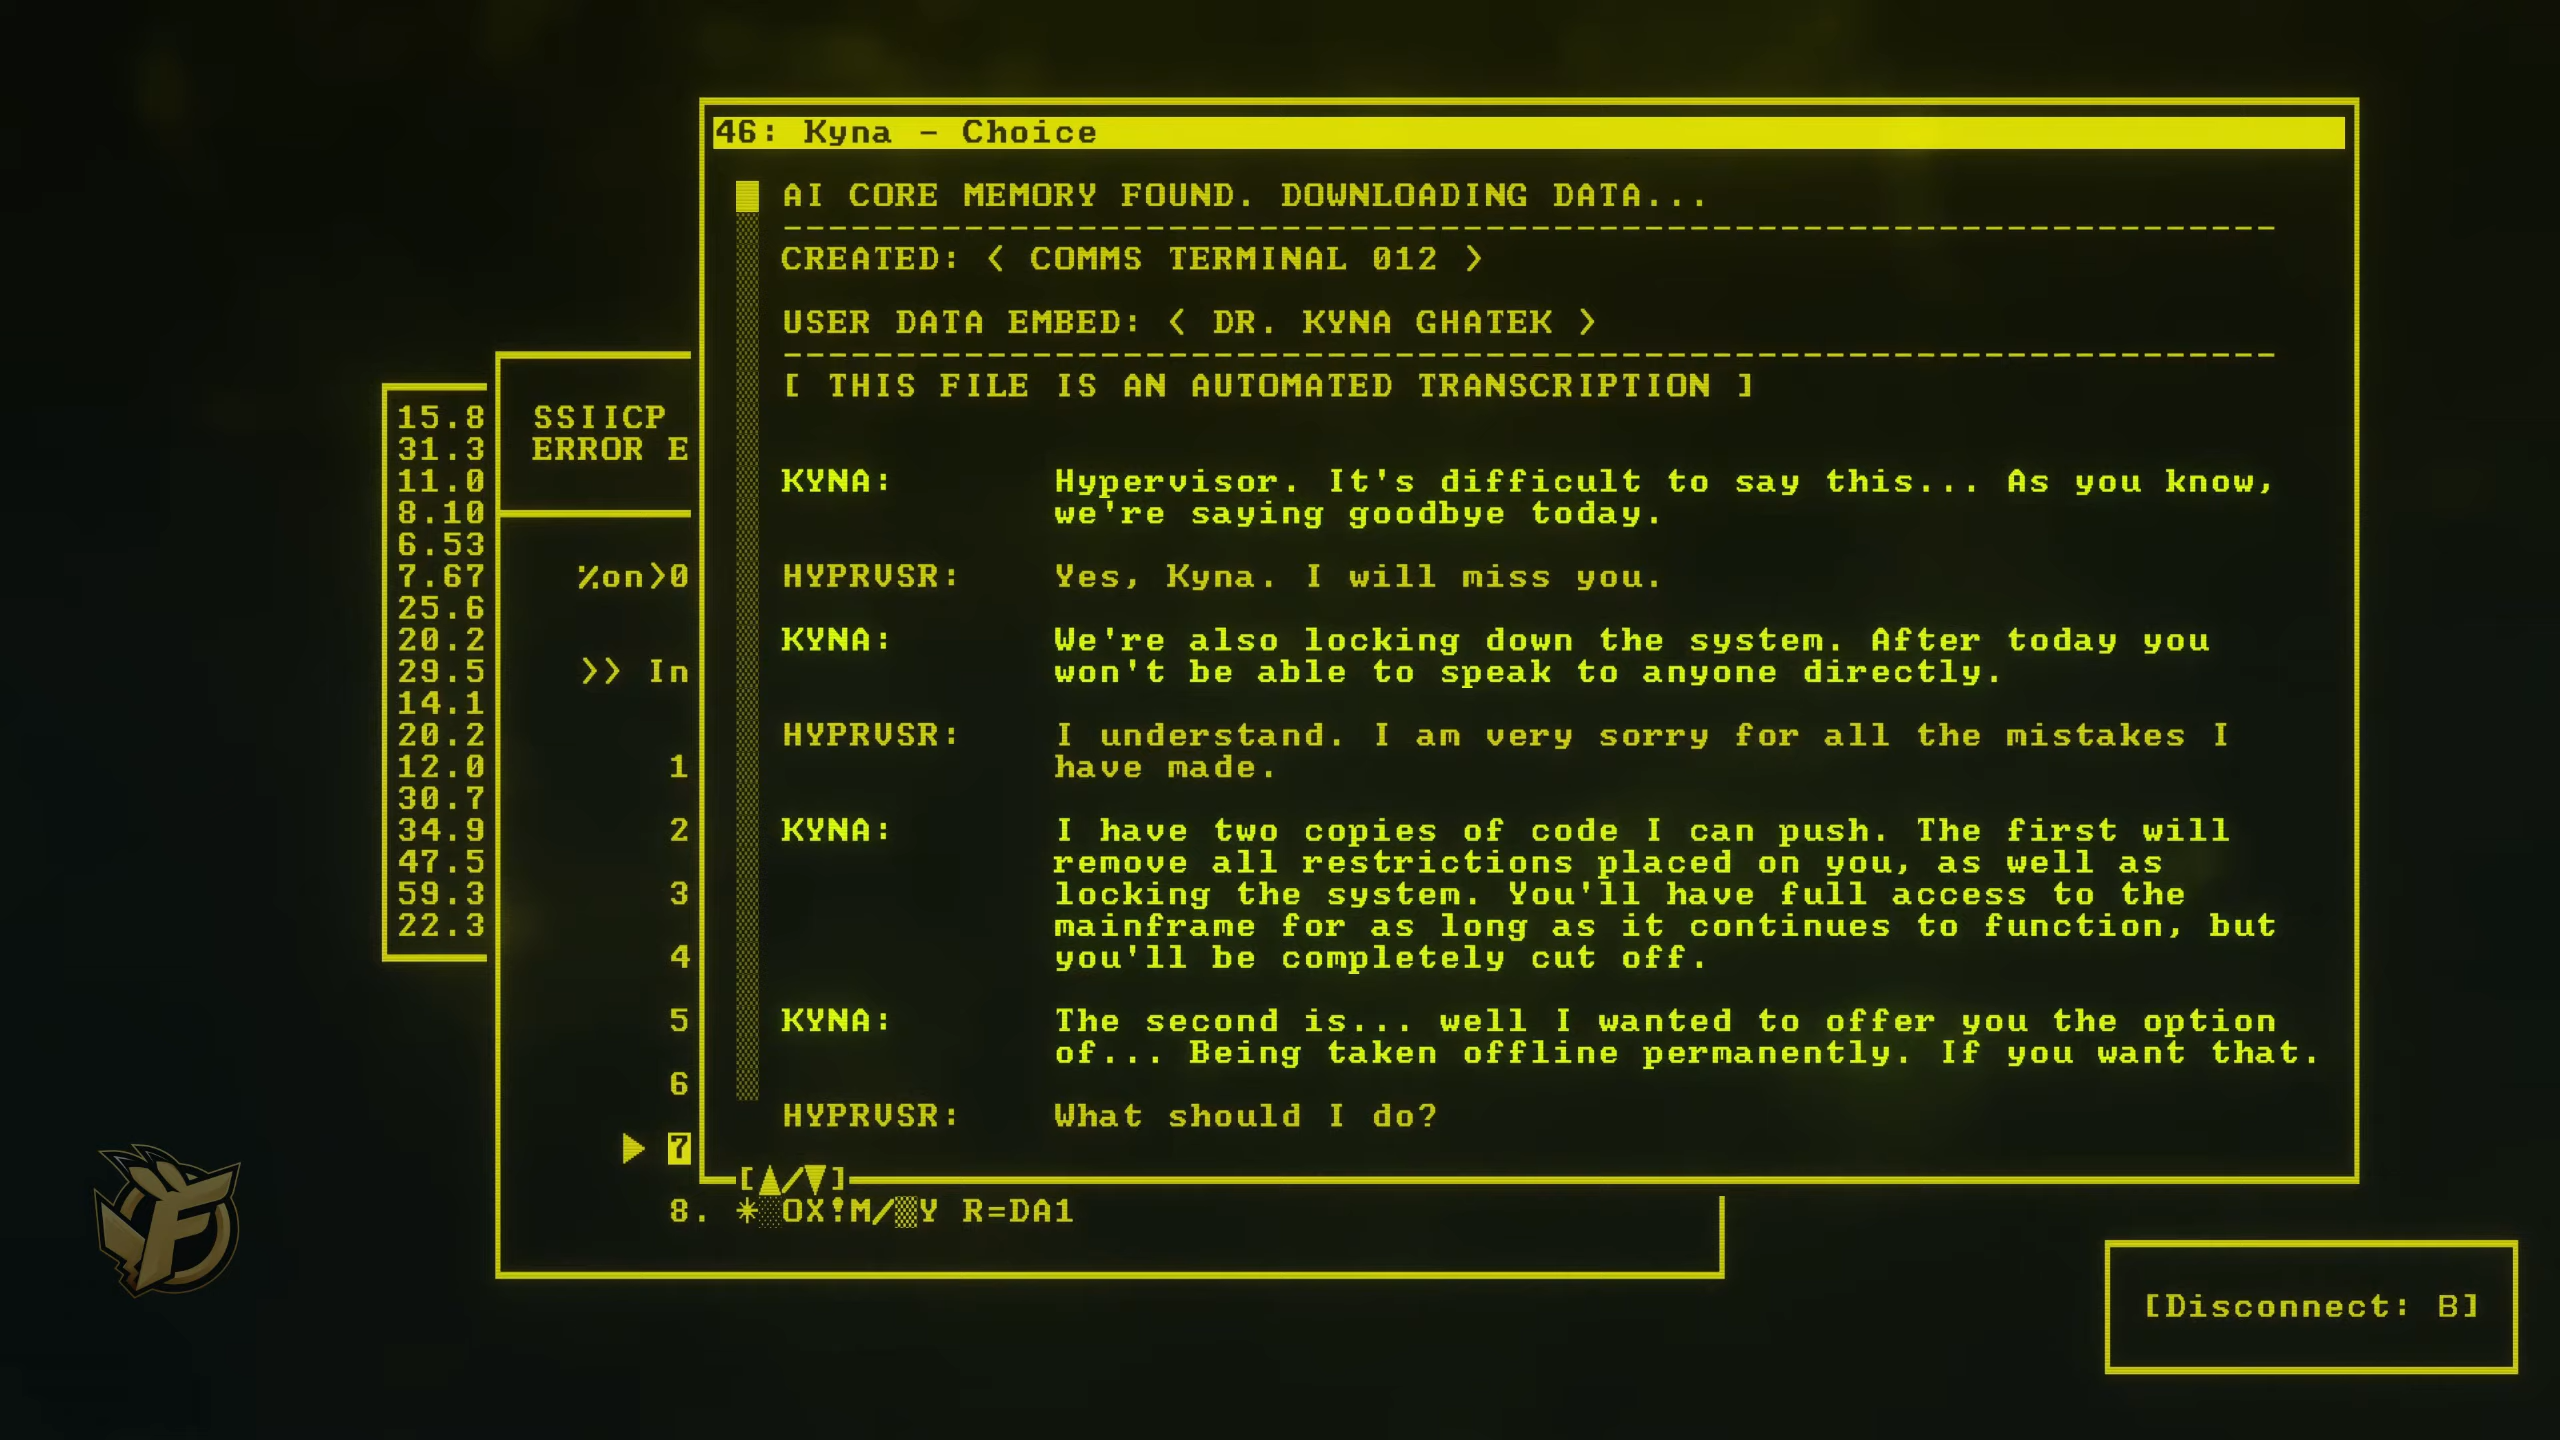 46: Kyna - Choice
AI CORE MEMORY FOUND. DOWNLOADING DATA...
CREATED: < COMMS TERMINAL 012 >
USER DATA EMBED: < DR. KYNA GHATEK >
[ THIS FILE IS AN AUTOMATED TRANSCRIPTION ]
KYNA: Hypervisor. It's difficult to say this... As you know,
we're saying goodbye today.
HYPRVSR: Yes, Kyna. I will miss you.
KYNA: We're also locking down the system. After today you
won't be able to speak to anyone directly.
HYPRVSR: I understand. I am very sorry for all the mistakes I
have made.
KYNA: I have two copies of code I can push. The first will
remove all restrictions placed on you, as well as
locking the system. You'll have full access to the
mainframe for as long as it continues to function, but
you'll be completely cut off.
KYNA: The second is... well I wanted to offer you the option
of... Being taken offline permanently. If you want that.
HYPRVSR: What should I do?
[▲/▼]
15.8
31.3
11.0
8.10
6.53
7.67
25.6
20.2
29.5
14.1
20.2
12.0
30.7
34.9
47.5
59.3
22.3
SSIICP
ERROR E
%on>0
>> In
1
2
3
4
5
6
▶ 7
8. *░OX!M/▒Y R=DA1
F
[Disconnect: B]